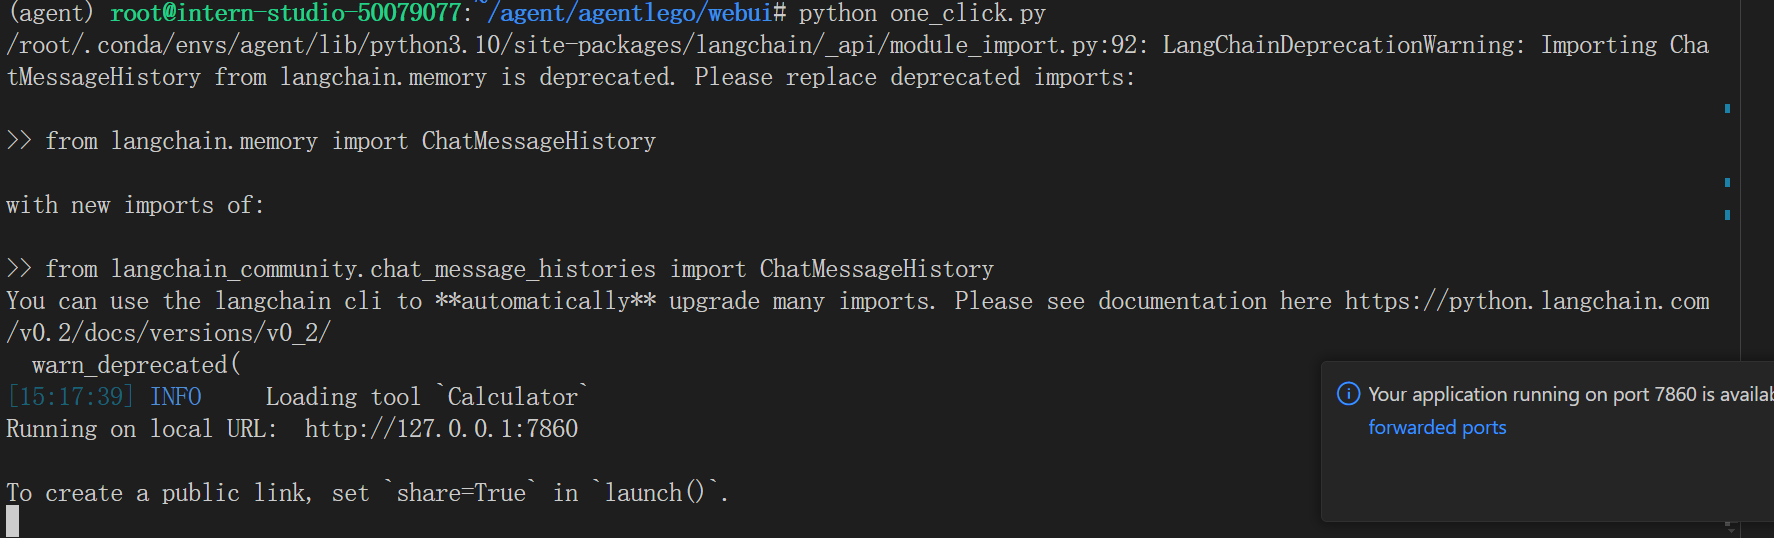 (agent) root@intern-studio-50079077:~/agent/agentlego/webui# python one_click.py
/root/.conda/envs/agent/lib/python3.10/site-packages/langchain/_api/module_import.py:92: LangChainDeprecationWarning: Importing Cha
tMessageHistory from langchain.memory is deprecated. Please replace deprecated imports:
>> from langchain.memory import ChatMessageHistory
with new imports of:
>> from langchain_community.chat_message_histories import ChatMessageHistory
You can use the langchain cli to **automatically** upgrade many imports. Please see documentation here https://python.langchain.com
/v0.2/docs/versions/v0_2/
warn_deprecated(
[15:17:39] INFO     Loading tool `Calculator`
Running on local URL:  http://127.0.0.1:7860
To create a public link, set `share=True` in `launch()`.
Your application running on port 7860 is availab
forwarded ports